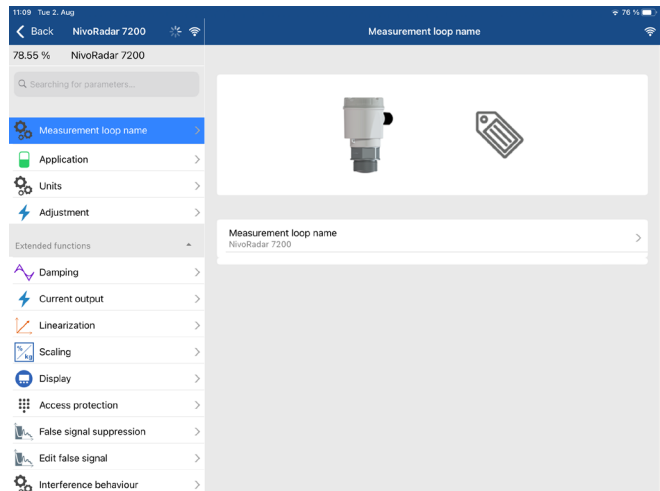 11:09 Tue 2. Aug
76 %
Back NivoRadar 7200
Measurement loop name
78.55 % NivoRadar 7200
Searching for parameters...
Measurement loop name
Application
Units
Adjustment
Extended functions
Damping
Current output
Linearization
% kg Scaling
Display
Access protection
False signal suppression
Edit false signal
Interference behaviour
Measurement loop name
NivoRadar 7200